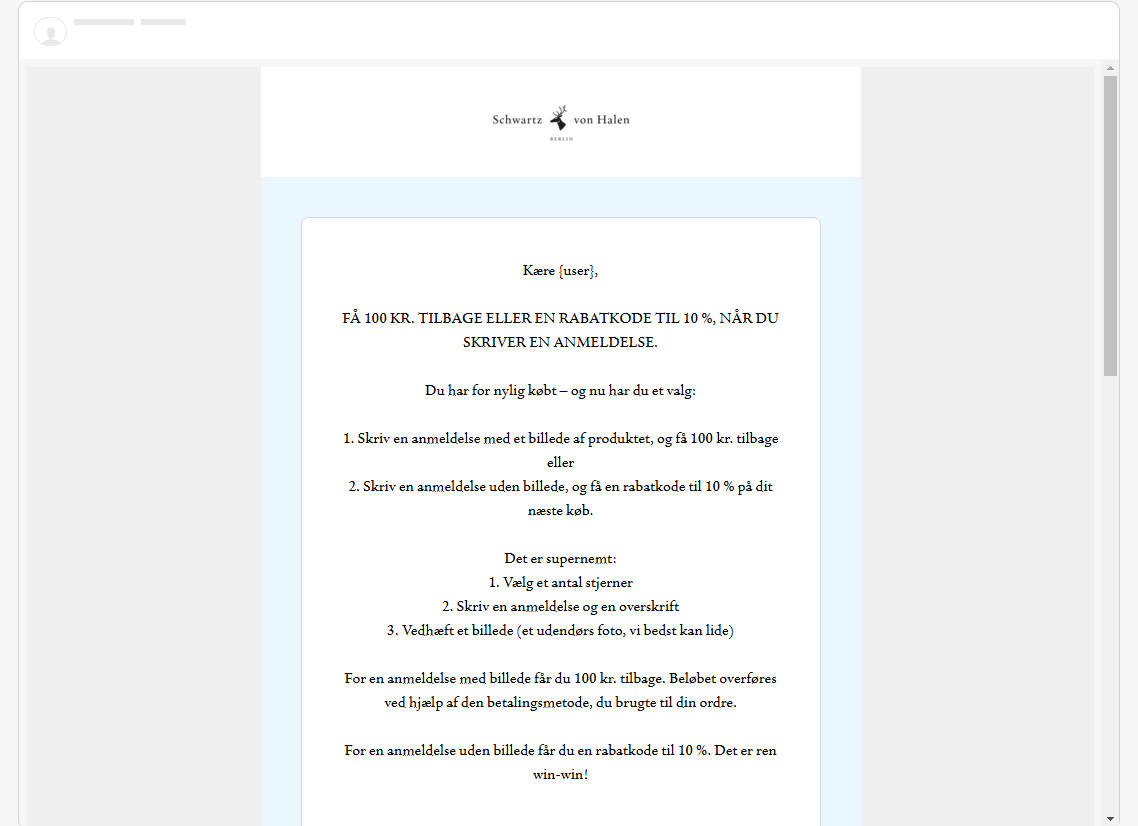 Schwartz von Halen
BERLIN
Kære {user},
FÅ 100 KR. TILBAGE ELLER EN RABATKODE TIL 10 %, NÅR DU
SKRIVER EN ANMELDELSE.
Du har for nylig købt – og nu har du et valg:
1. Skriv en anmeldelse med et billede af produktet, og få 100 kr. tilbage
eller
2. Skriv en anmeldelse uden billede, og få en rabatkode til 10 % på dit
næste køb.
Det er supernemt:
1. Vælg et antal stjerner
2. Skriv en anmeldelse og en overskrift
3. Vedhæft et billede (et udendørs foto, vi bedst kan lide)
For en anmeldelse med billede får du 100 kr. tilbage. Beløbet overføres
ved hjælp af den betalingsmetode, du brugte til din ordre.
For en anmeldelse uden billede får du en rabatkode til 10 %. Det er ren
win-win!